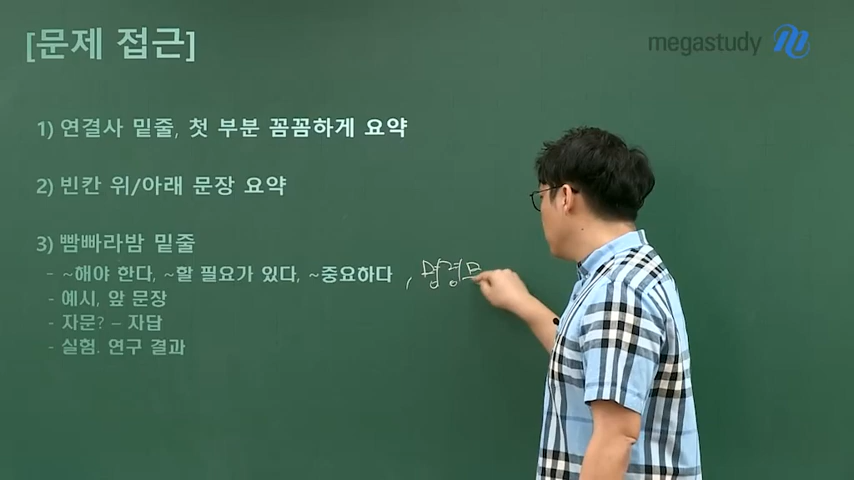 [문제 접근]
megastudy
1) 연결사 밑줄, 첫 부분 꼼꼼하게 요약
2) 빈칸 위/아래 문장 요약
3) 빰빠라밤 밑줄
- ~해야 한다, ~할 필요가 있다, ~중요하다 , 명령므
- 예시, 앞 문장
- 자문? – 자답
- 실험. 연구 결과